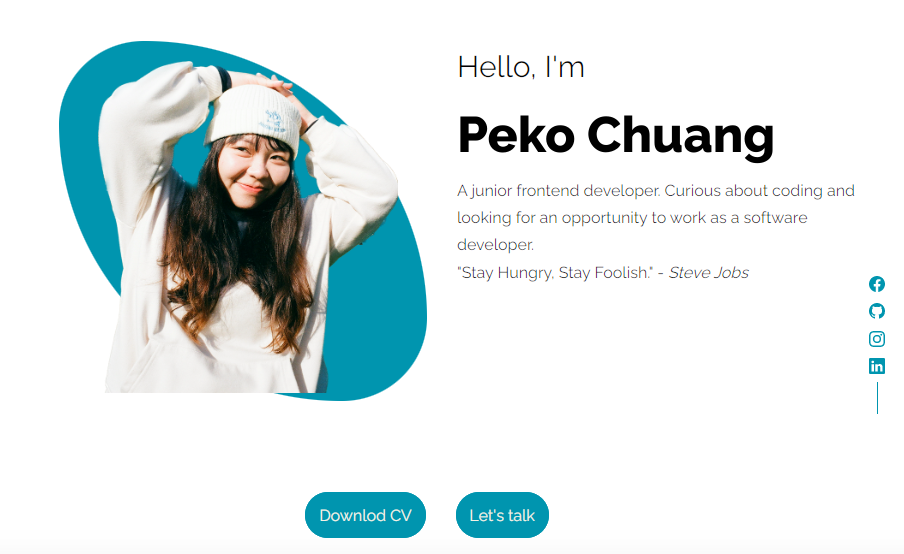 Hello, I'm
Peko Chuang
A junior frontend developer. Curious about coding and
looking for an opportunity to work as a software
developer.
"Stay Hungry, Stay Foolish." - Steve Jobs
Downlod CV
Let's talk